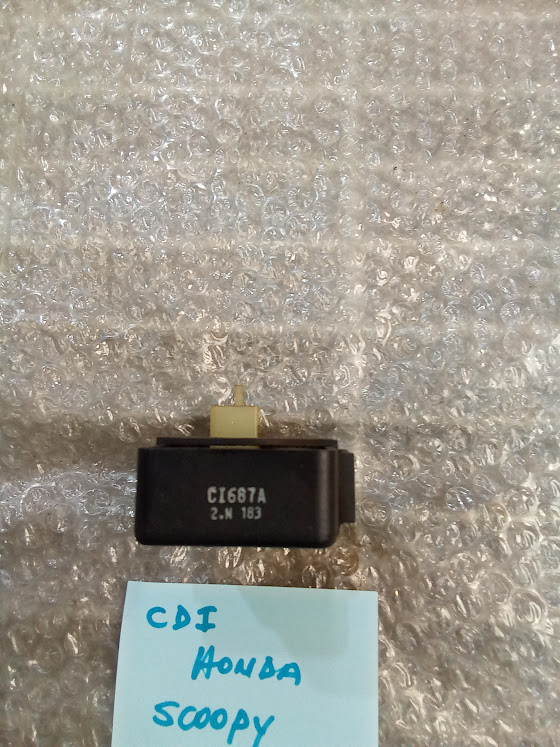 CI687A
2.N 183
CDI
HONDA
SCOOPY